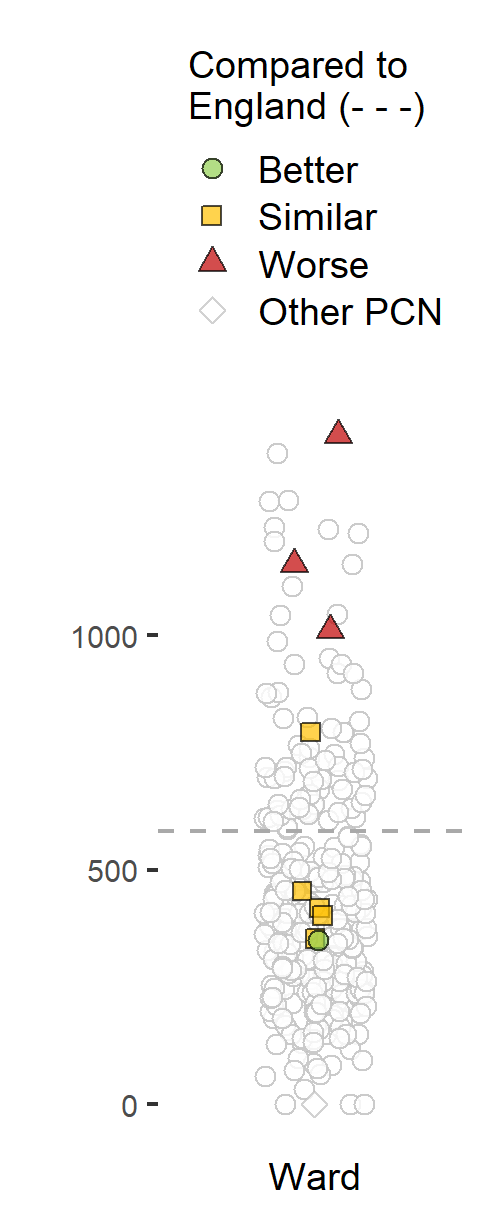 Compared to
England (- - -)
Better
Similar
Worse
Other PCN
1000
500
0
Ward